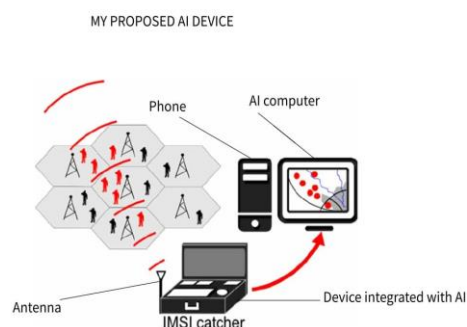 MY PROPOSED AI DEVICE
Phone
AI computer
Antenna
Device integrated with AI
IMSI catcher